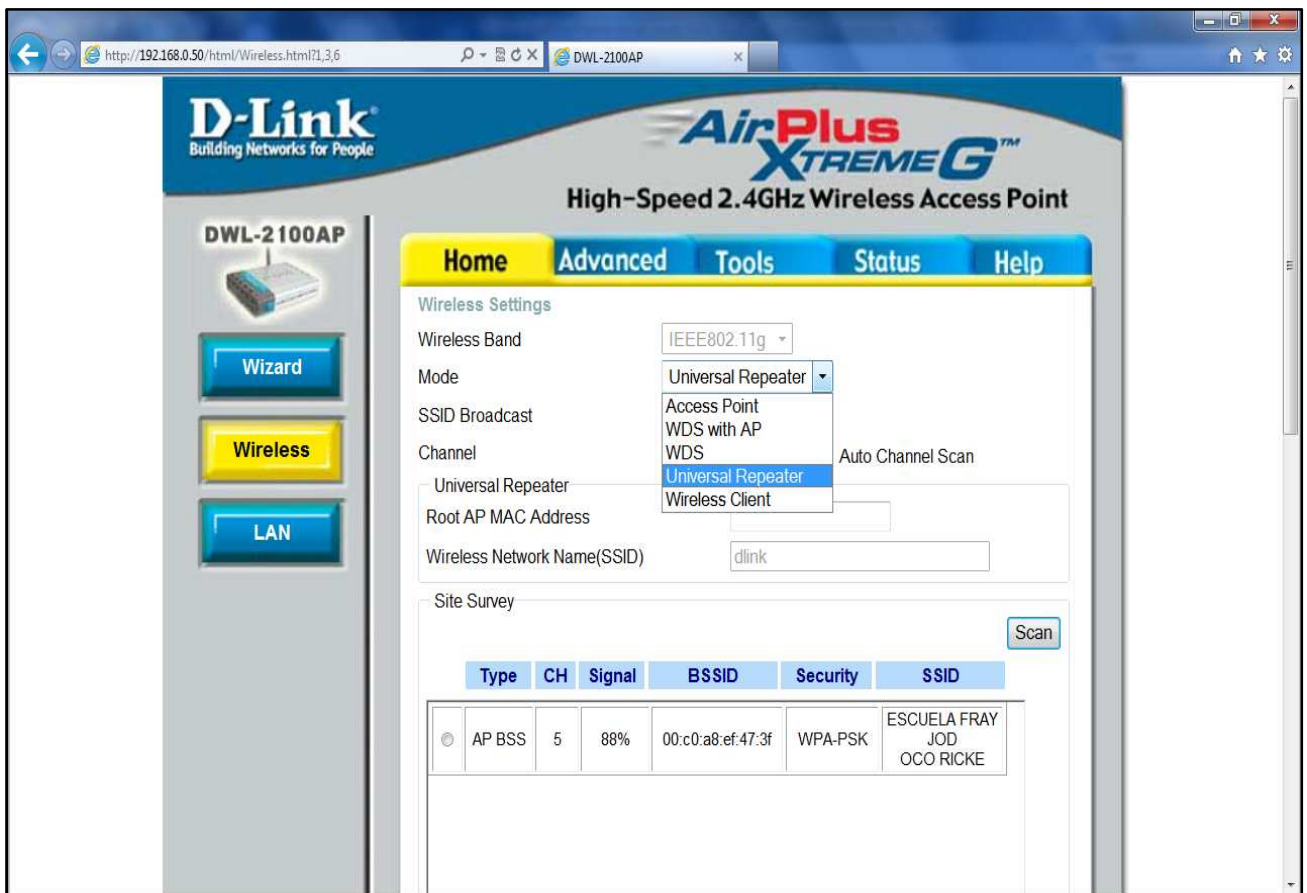 http://192.168.0.50/html/Wireless.html?1,3,6
DWL-2100AP
D-Link
Building Networks for People
AirPlus
XTREME G™
High-Speed 2.4GHz Wireless Access Point
DWL-2100AP
Home Advanced Tools Status Help
Wizard
Wireless
LAN
Wireless Settings
Wireless Band IEEE802.11g
Mode Universal Repeater
Access Point
WDS with AP
WDS
Universal Repeater
Wireless Client
SSID Broadcast
Channel Auto Channel Scan
Universal Repeater
Root AP MAC Address
Wireless Network Name(SSID) dlink
Site Survey
Scan
Type CH Signal BSSID Security SSID
AP BSS 5 88% 00:c0:a8:ef:47:3f WPA-PSK ESCUELA FRAY
JOD
OCO RICKE